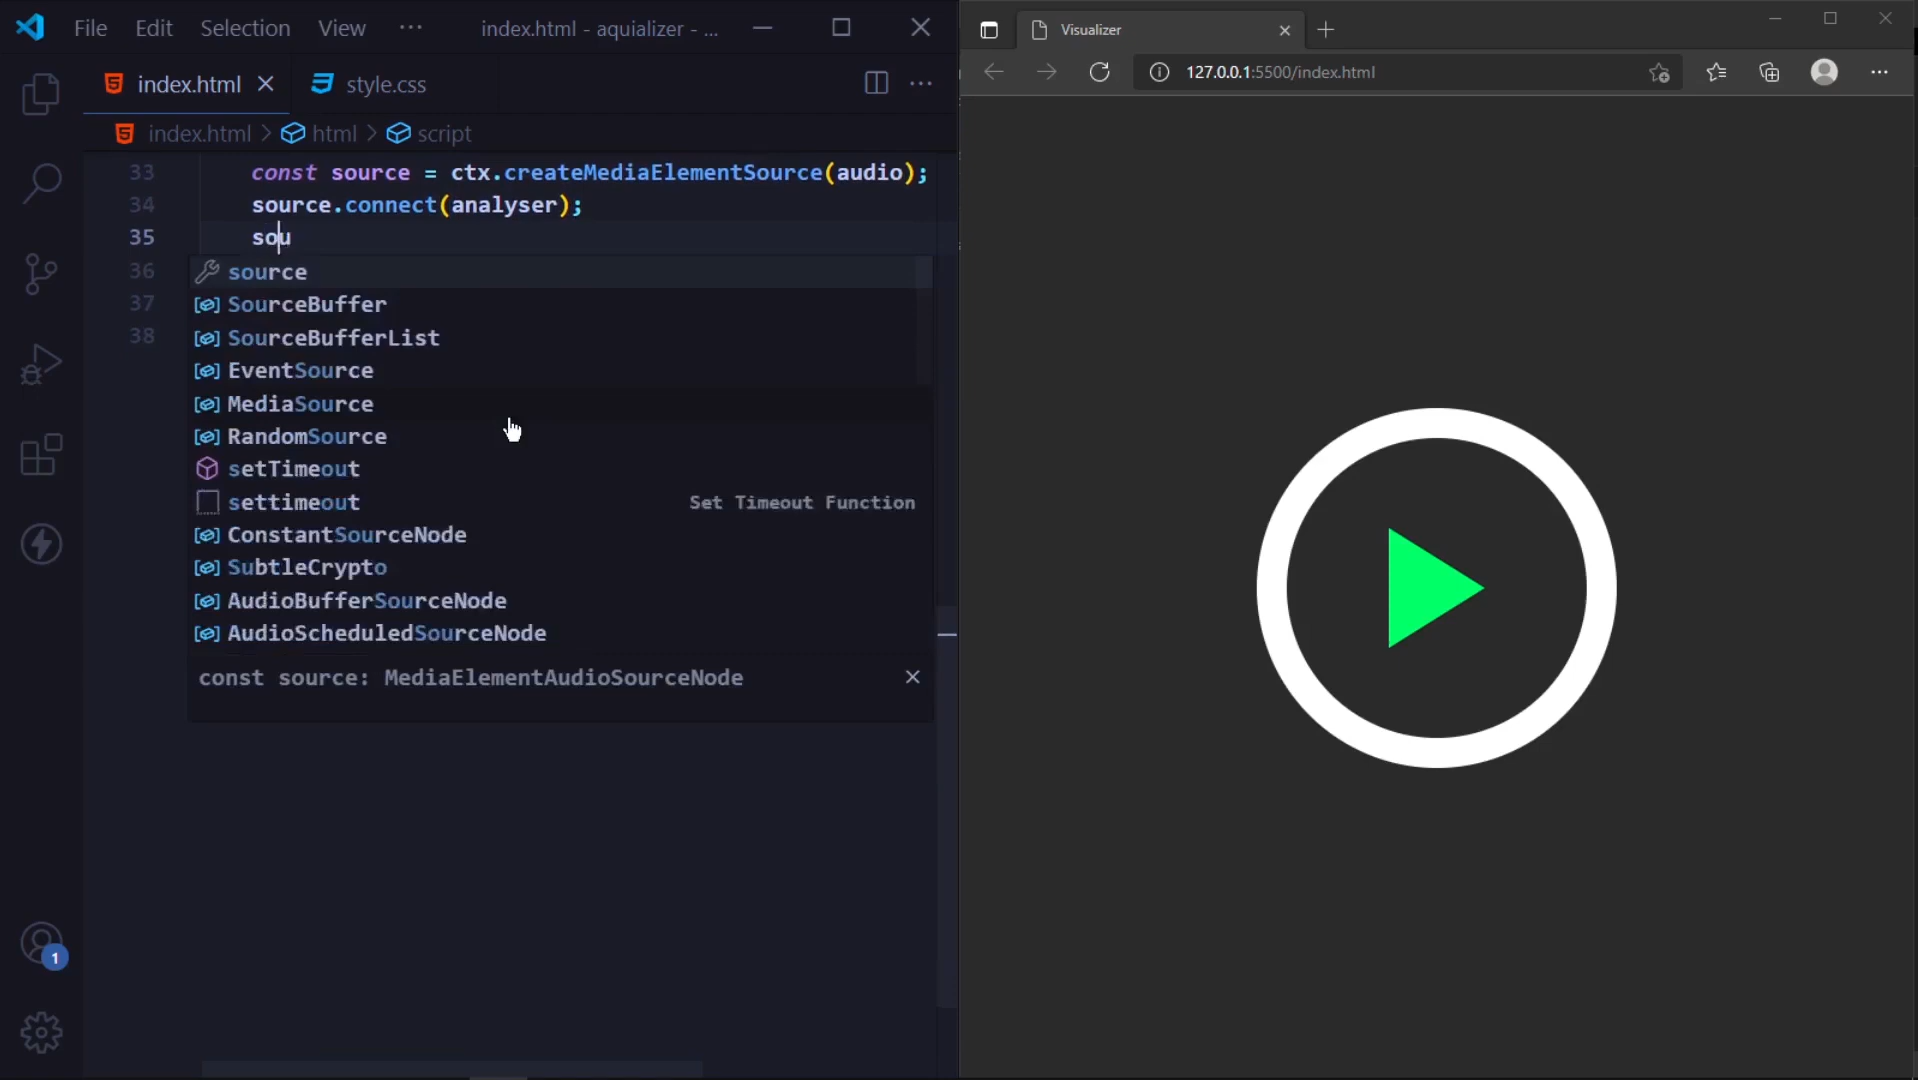 File Edit Selection View ··· index.html - aquializer - ...
index.html style.css
index.html > html > script
33 const source = ctx.createMediaElementSource(audio);
34 source.connect(analyser);
35 sou
36 source
SourceBuffer
37
SourceBufferList
38
EventSource
MediaSource
RandomSource
setTimeout
settimeout Set Timeout Function
ConstantSourceNode
SubtleCrypto
AudioBufferSourceNode
AudioScheduledSourceNode
const source: MediaElementAudioSourceNode
1
Visualizer
127.0.0.1:5500/index.html